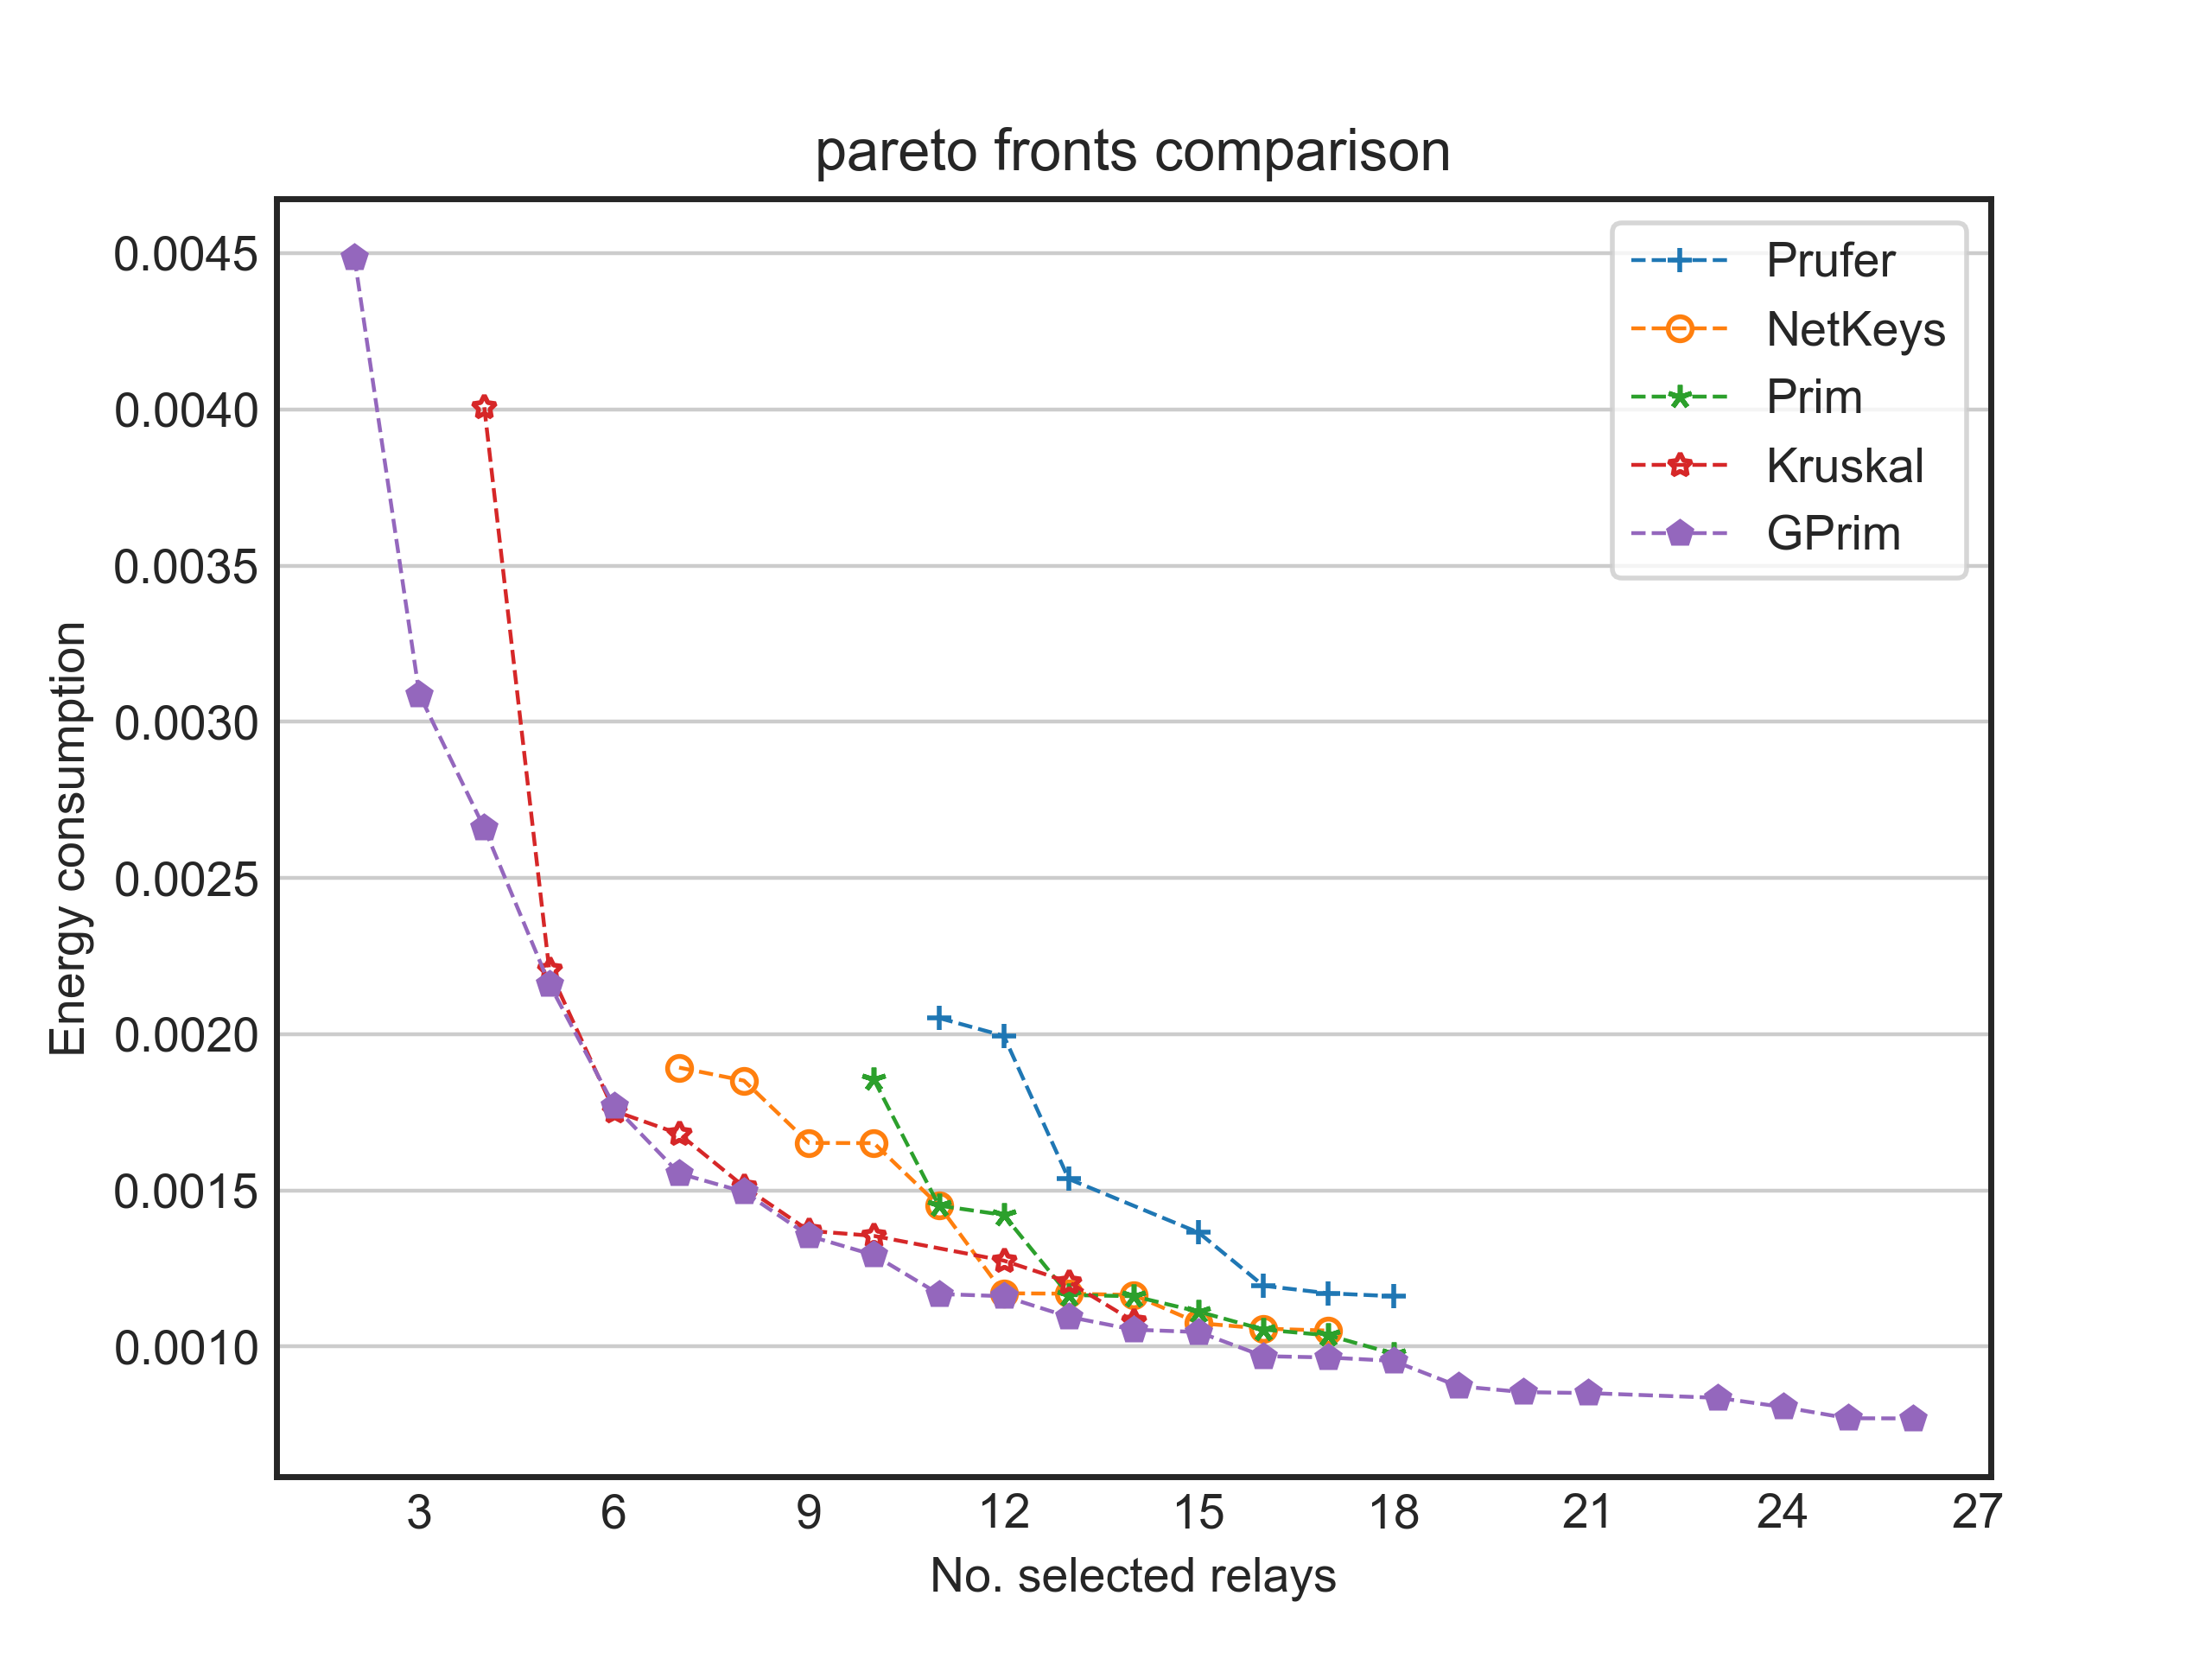 pareto fronts comparison
0.0045
0.0040
0.0035
0.0030
0.0025
0.0020
0.0015
0.0010
Energy consumption
Prufer
NetKeys
Prim
Kruskal
GPrim
3 6 9 12 15 18 21 24 27
No. selected relays